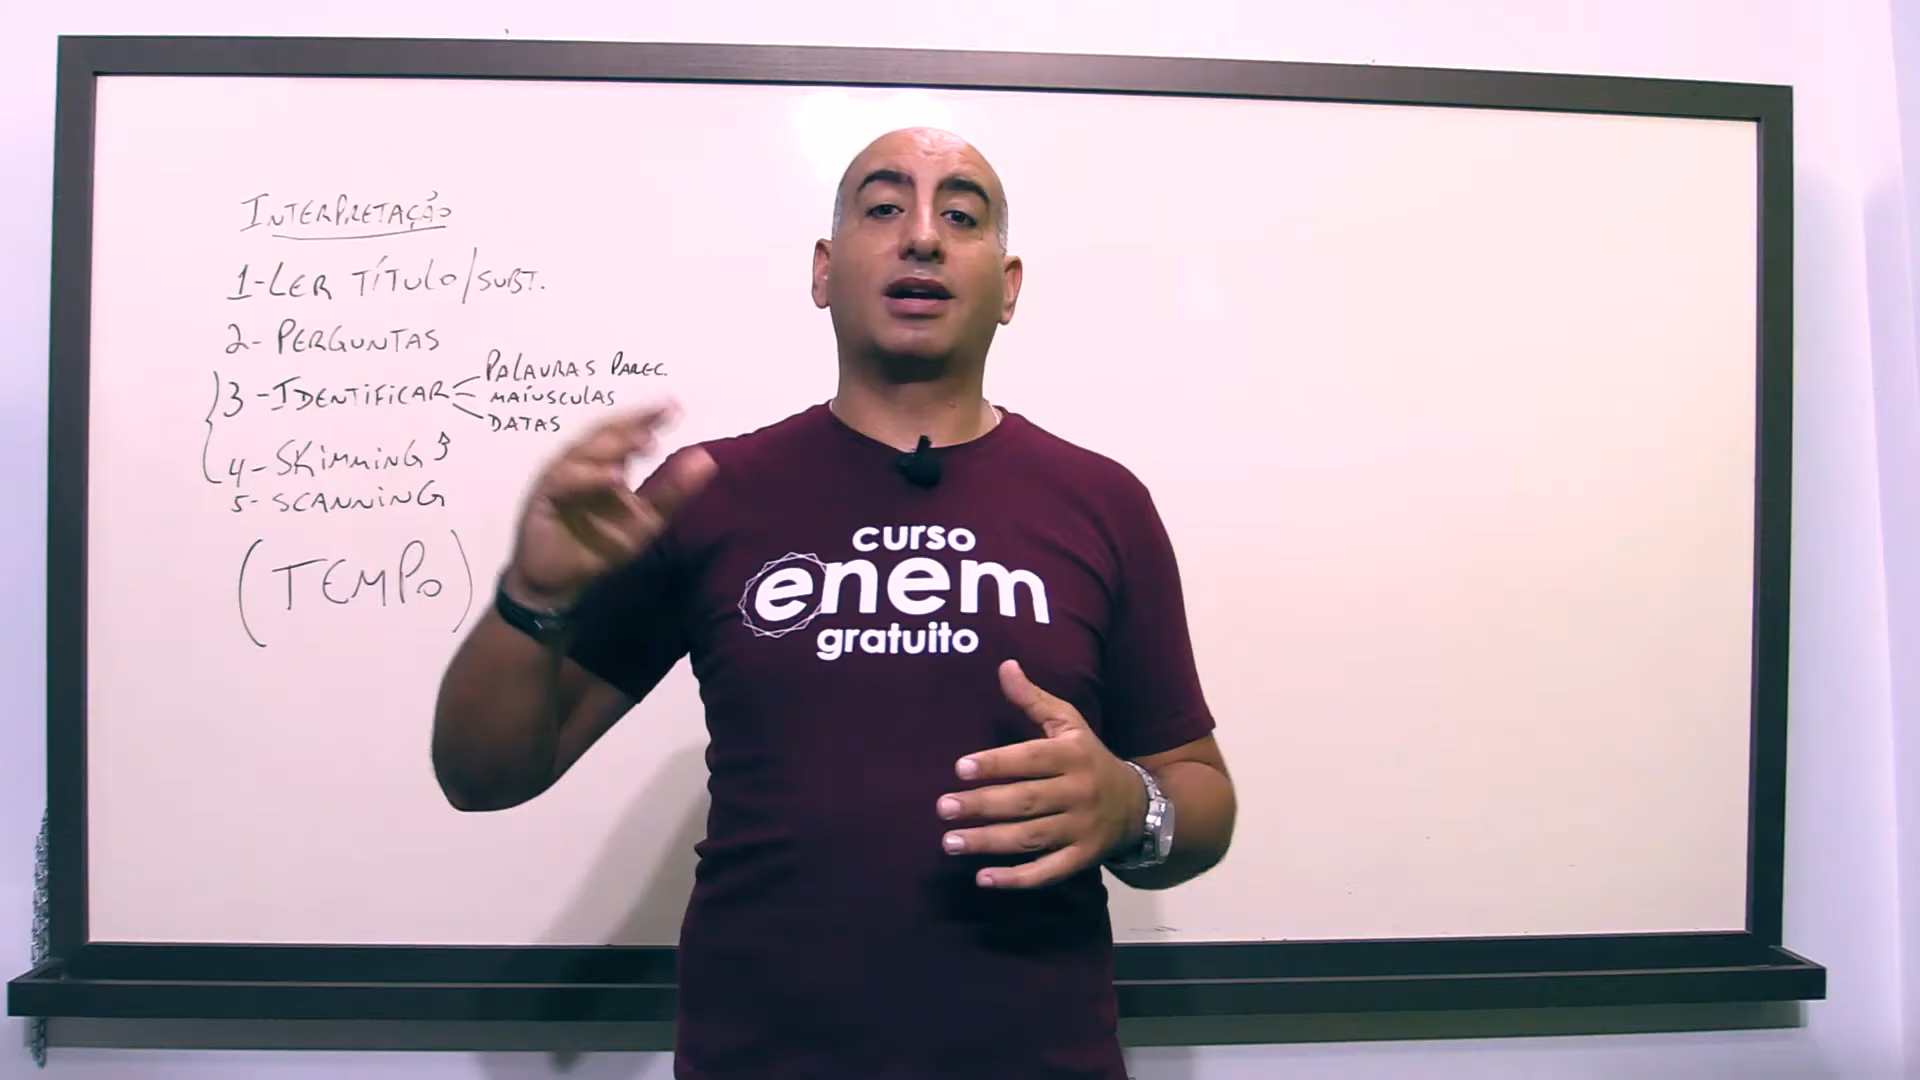 INTERPRETAÇÃO
1-LER TÍTULO/SUBT.
2- PERGUNTAS
3-IDENTIFICAR
PALAVRAS PAREC.
MAIÚSCULAS
DATAS
4-SKIMMING
5-SCANNING
(TEMPO)
curso
enem
gratuito